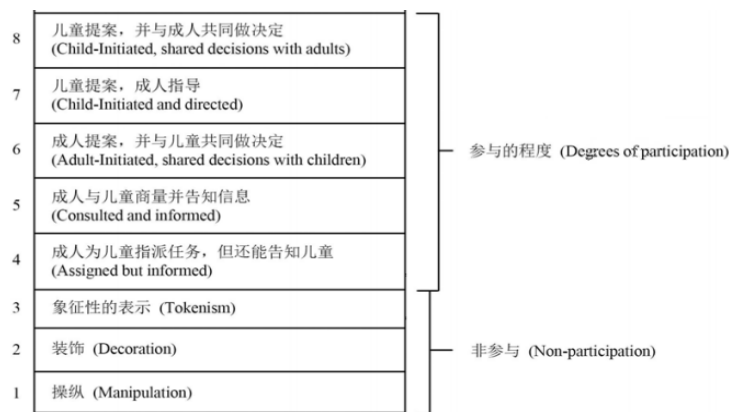 8 儿童提案，并与成人共同做决定
(Child-Initiated, shared decisions with adults)
7 儿童提案，成人指导
(Child-Initiated and directed)
6 成人提案，并与儿童共同做决定
(Adult-Initiated, shared decisions with children)
参与的程度 (Degrees of participation)
5 成人与儿童商量并告知信息
(Consulted and informed)
4 成人为儿童指派任务，但还能告知儿童
(Assigned but informed)
3 象征性的表示 (Tokenism)
2 装饰 (Decoration)
非参与 (Non-participation)
1 操纵 (Manipulation)